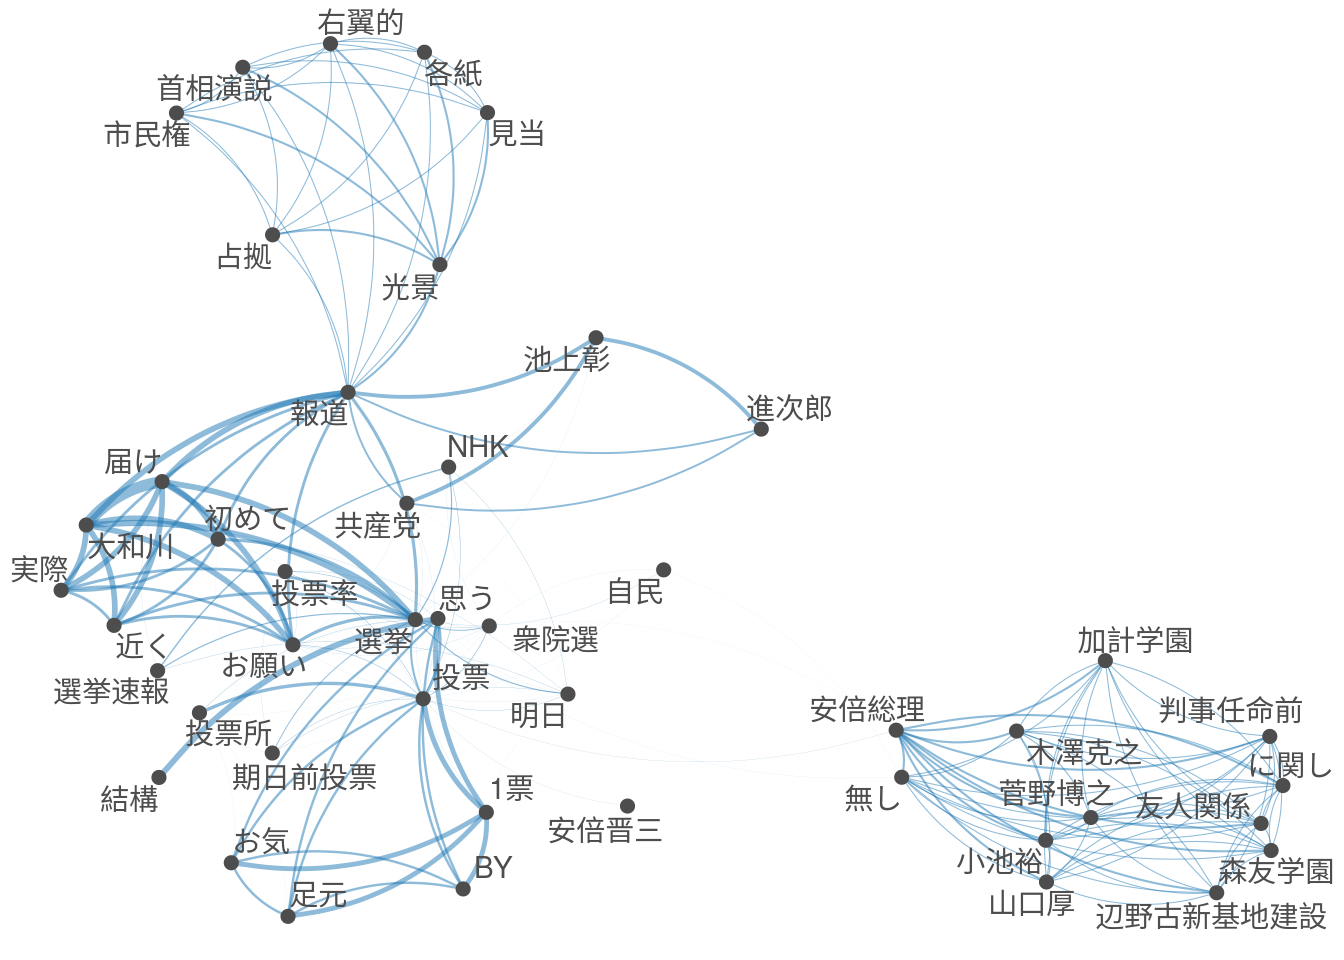 右翼的
各紙
首相演説
市民権
見当
占拠
光景
池上彰
進次郎
報道
NHK
届け
初めて
共産党
大和川
実際
投票率
自民
思う
選挙
衆院選
近く
お願い
投票
選挙速報
明日
投票所
期日前投票
結構
1票
安倍晋三
お気
BY
足元
加計学園
安倍総理
判事任命前
木澤克之
に関し
無し
菅野博之
友人関係
小池裕
森友学園
山口厚
辺野古新基地建設